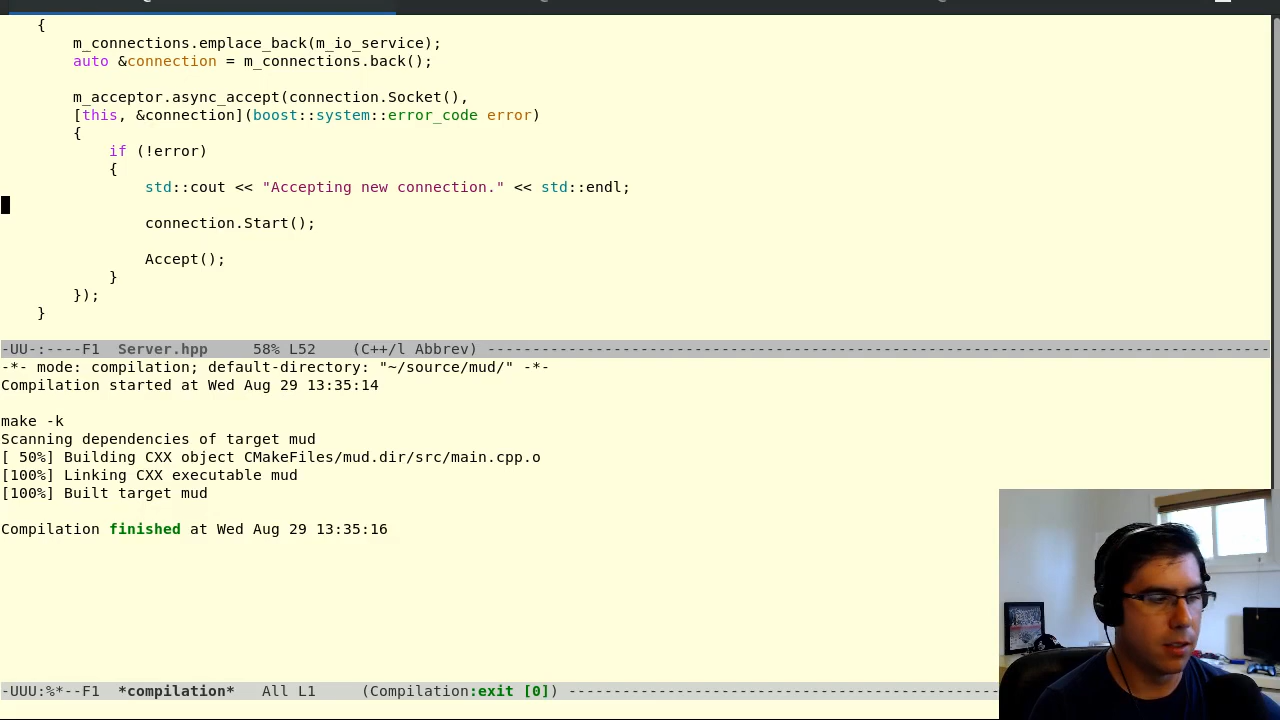 {
        m_connections.emplace_back(m_io_service);
        auto &connection = m_connections.back();
        m_acceptor.async_accept(connection.Socket(),
        [this, &connection](boost::system::error_code error)
        {
            if (!error)
            {
                std::cout << "Accepting new connection." << std::endl;
                connection.Start();
                Accept();
            }
        });
    }
-UU-:----F1  Server.hpp     58% L52    (C++/l Abbrev) ---------------------------------------------------------------------------------------
-*- mode: compilation; default-directory: "~/source/mud/" -*-
Compilation started at Wed Aug 29 13:35:14
make -k
Scanning dependencies of target mud
[ 50%] Building CXX object CMakeFiles/mud.dir/src/main.cpp.o
[100%] Linking CXX executable mud
[100%] Built target mud
Compilation finished at Wed Aug 29 13:35:16
-UUU:%*--F1  *compilation*   All L1     (Compilation:exit [0]) ------------------------------------------------